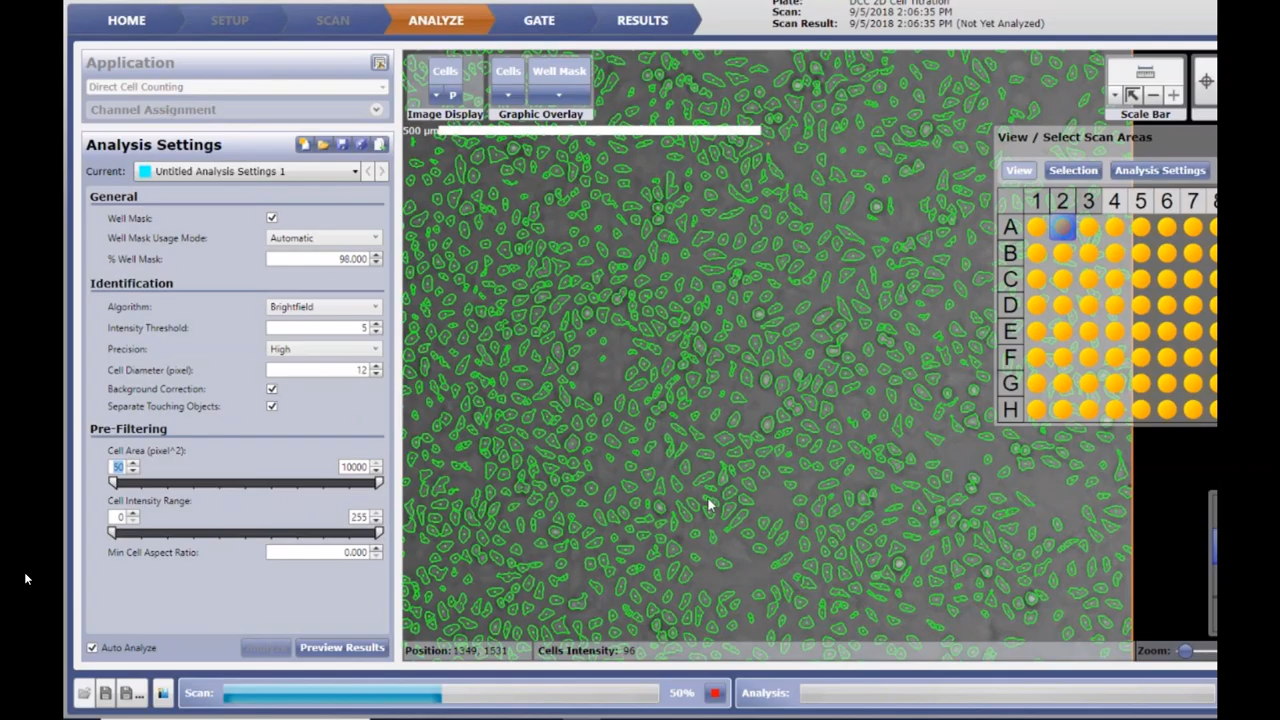 HOME SETUP SCAN ANALYZE GATE RESULTS
Scan: 9/5/2018 2:06:35 PM
Scan Result: 9/5/2018 2:06:35 PM (Not Yet Analyzed)
Application
Direct Cell Counting
Channel Assignment
Analysis Settings
Current: Untitled Analysis Settings 1
General
Well Mask:
Well Mask Usage Mode: Automatic
% Well Mask: 98.000
Identification
Algorithm: Brightfield
Intensity Threshold: 5
Precision: High
Cell Diameter (pixel): 12
Background Correction:
Separate Touching Objects:
Pre-Filtering
Cell Area (pixel^2):
50 10000
Cell Intensity Range:
0 255
Min Cell Aspect Ratio: 0.000
Auto Analyze Preview Results
Cells Cells Well Mask
P
Image Display Graphic Overlay
500 µm
Scale Bar
View / Select Scan Areas
View Selection Analysis Settings
1 2 3 4 5 6 7
A
B
C
D
E
F
G
H
Position: 1349, 1531 Cells Intensity: 96
Zoom:
Scan: 50% Analysis: